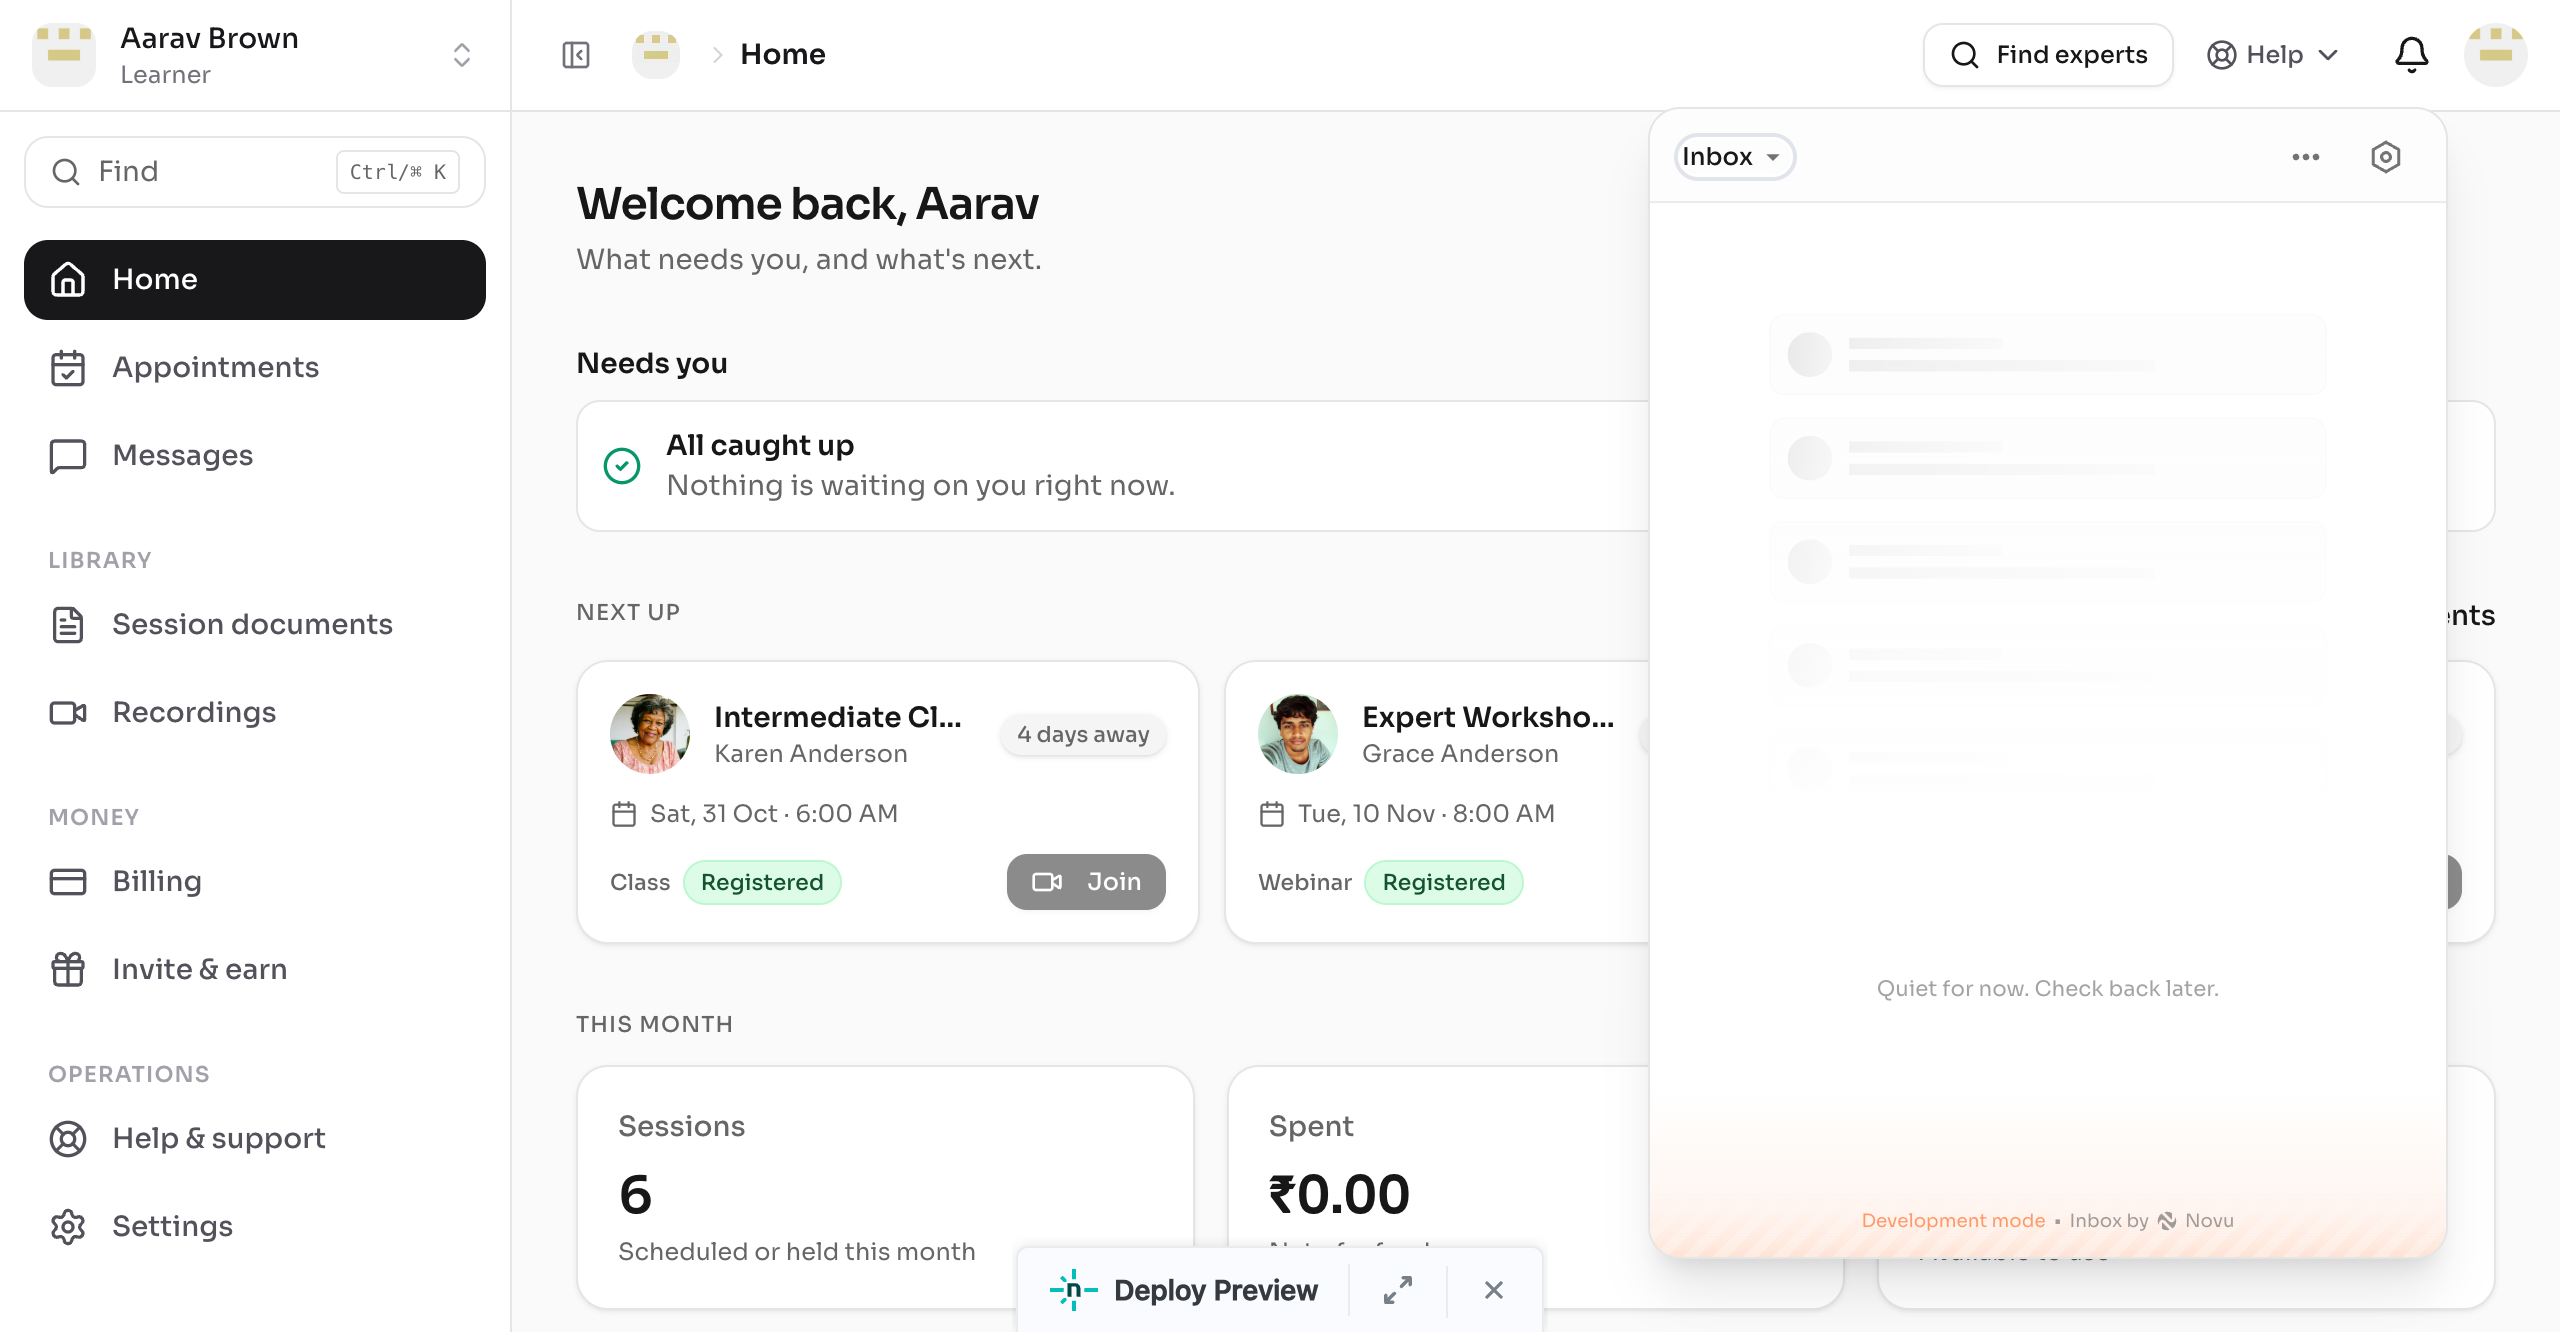 Aarav Brown
Learner
Find
Ctrl/⌘ K
Home
Appointments
Messages
LIBRARY
Session documents
Recordings
MONEY
Billing
Invite & earn
OPERATIONS
Help & support
Settings
Home
Find experts
Help
Welcome back, Aarav
What needs you, and what's next.
Needs you
All caught up
Nothing is waiting on you right now.
NEXT UP
Intermediate Cl...
Karen Anderson
4 days away
Sat, 31 Oct · 6:00 AM
Class
Registered
Join
Expert Worksho...
Grace Anderson
Tue, 10 Nov · 8:00 AM
Webinar
Registered
THIS MONTH
Sessions
6
Scheduled or held this month
Spent
₹0.00
Inbox
Quiet for now. Check back later.
Development mode • Inbox by Novu
Deploy Preview